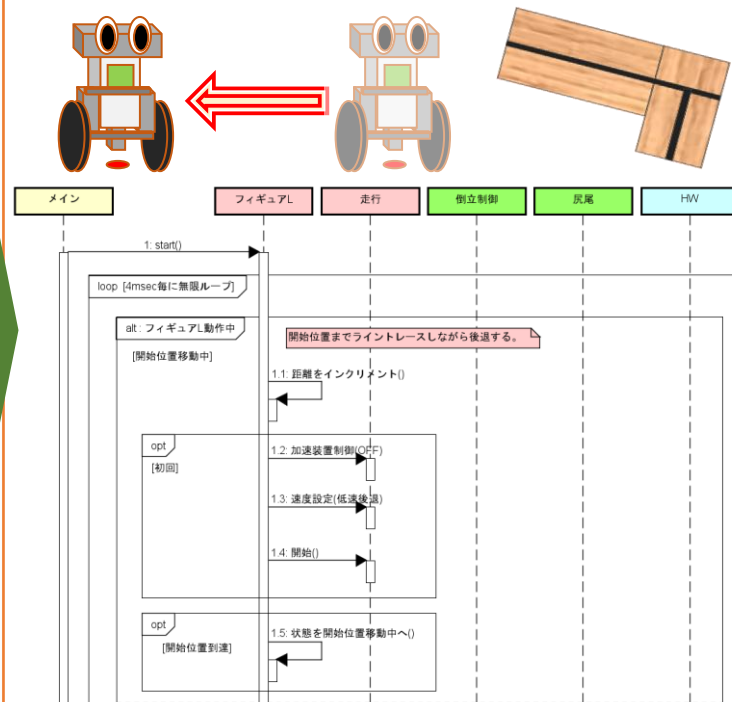 メイン
フィギュアL
走行
倒立制御
尻尾
HW
1: start()
loop [4msec毎に無限ループ]
alt : フィギュアL動作中
開始位置までライントレースしながら後退する。
[開始位置移動中]
1.1: 距離をインクリメント()
opt
1.2: 加速装置制御(OFF)
[初回]
1.3: 速度設定(低速後退)
1.4: 開始()
opt
1.5: 状態を開始位置移動中へ()
[開始位置到達]